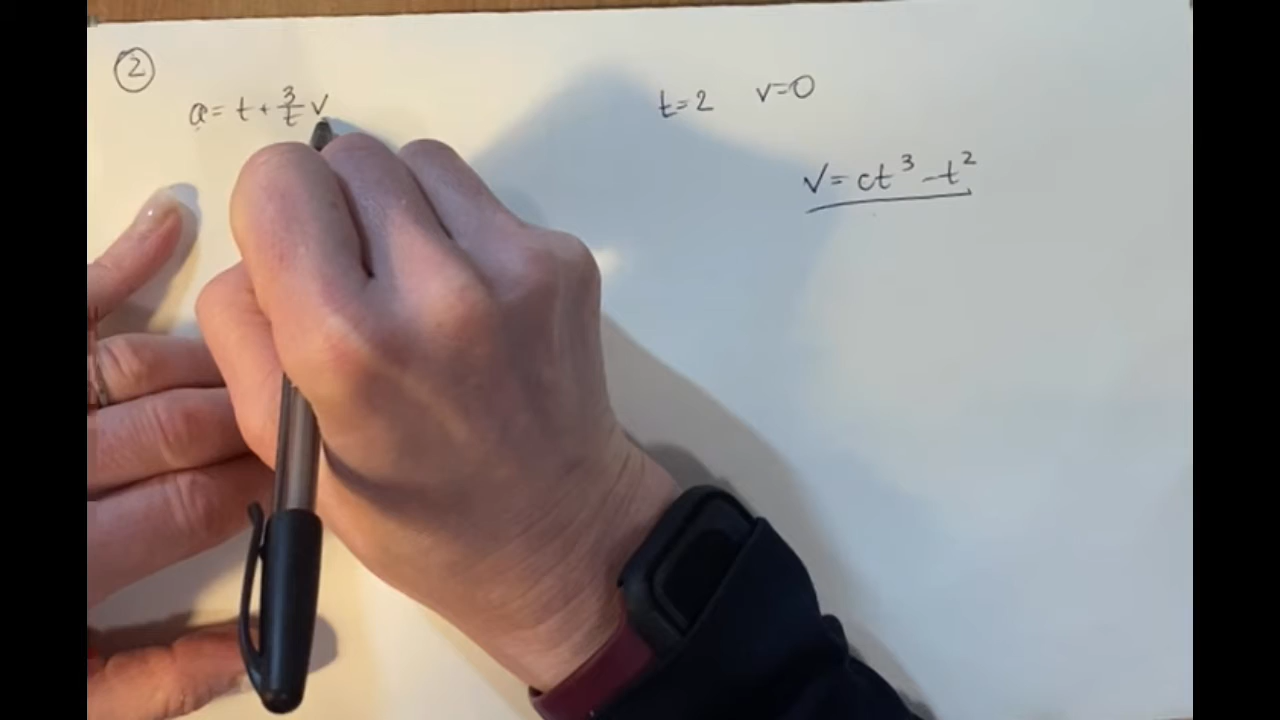 ②
a = t + 3/t v
t = 2 v = 0
v = ct³ - t²